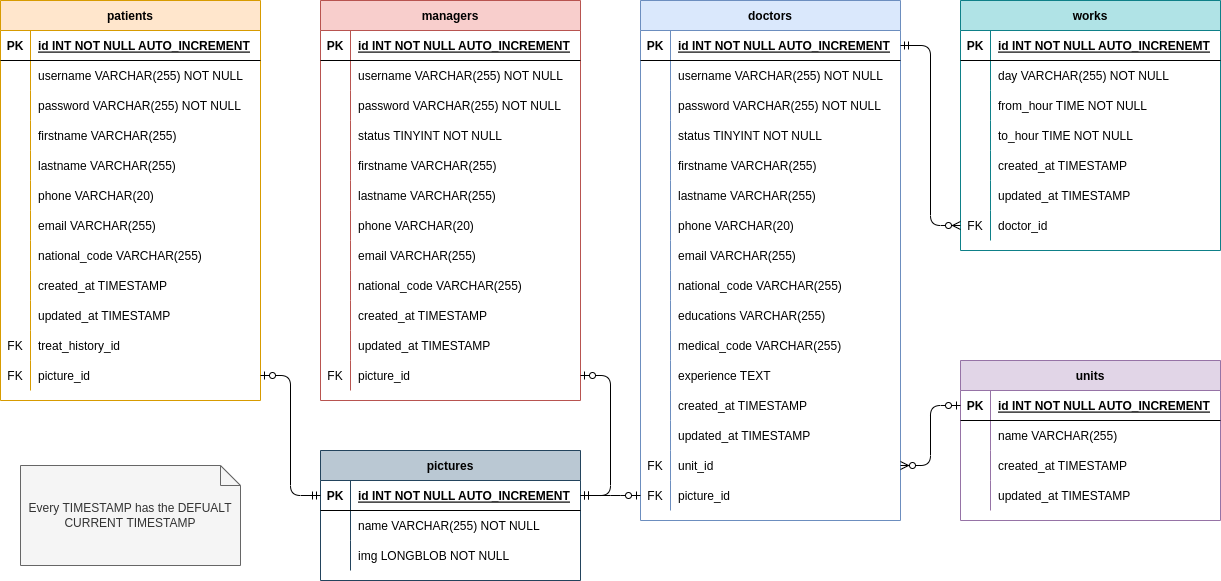 patients
PK id INT NOT NULL AUTO_INCREMENT
username VARCHAR(255) NOT NULL
password VARCHAR(255) NOT NULL
firstname VARCHAR(255)
lastname VARCHAR(255)
phone VARCHAR(20)
email VARCHAR(255)
national_code VARCHAR(255)
created_at TIMESTAMP
updated_at TIMESTAMP
FK treat_history_id
FK picture_id
managers
PK id INT NOT NULL AUTO_INCREMENT
username VARCHAR(255) NOT NULL
password VARCHAR(255) NOT NULL
status TINYINT NOT NULL
firstname VARCHAR(255)
lastname VARCHAR(255)
phone VARCHAR(20)
email VARCHAR(255)
national_code VARCHAR(255)
created_at TIMESTAMP
updated_at TIMESTAMP
FK picture_id
doctors
PK id INT NOT NULL AUTO_INCREMENT
username VARCHAR(255) NOT NULL
password VARCHAR(255) NOT NULL
status TINYINT NOT NULL
firstname VARCHAR(255)
lastname VARCHAR(255)
phone VARCHAR(20)
email VARCHAR(255)
national_code VARCHAR(255)
educations VARCHAR(255)
medical_code VARCHAR(255)
experience TEXT
created_at TIMESTAMP
updated_at TIMESTAMP
FK unit_id
FK picture_id
works
PK id INT NOT NULL AUTO_INCRENEMT
day VARCHAR(255) NOT NULL
from_hour TIME NOT NULL
to_hour TIME NOT NULL
created_at TIMESTAMP
updated_at TIMESTAMP
FK doctor_id
units
PK id INT NOT NULL AUTO_INCREMENT
name VARCHAR(255)
created_at TIMESTAMP
updated_at TIMESTAMP
pictures
PK id INT NOT NULL AUTO_INCREMENT
name VARCHAR(255) NOT NULL
img LONGBLOB NOT NULL
Every TIMESTAMP has the DEFUALT
CURRENT TIMESTAMP